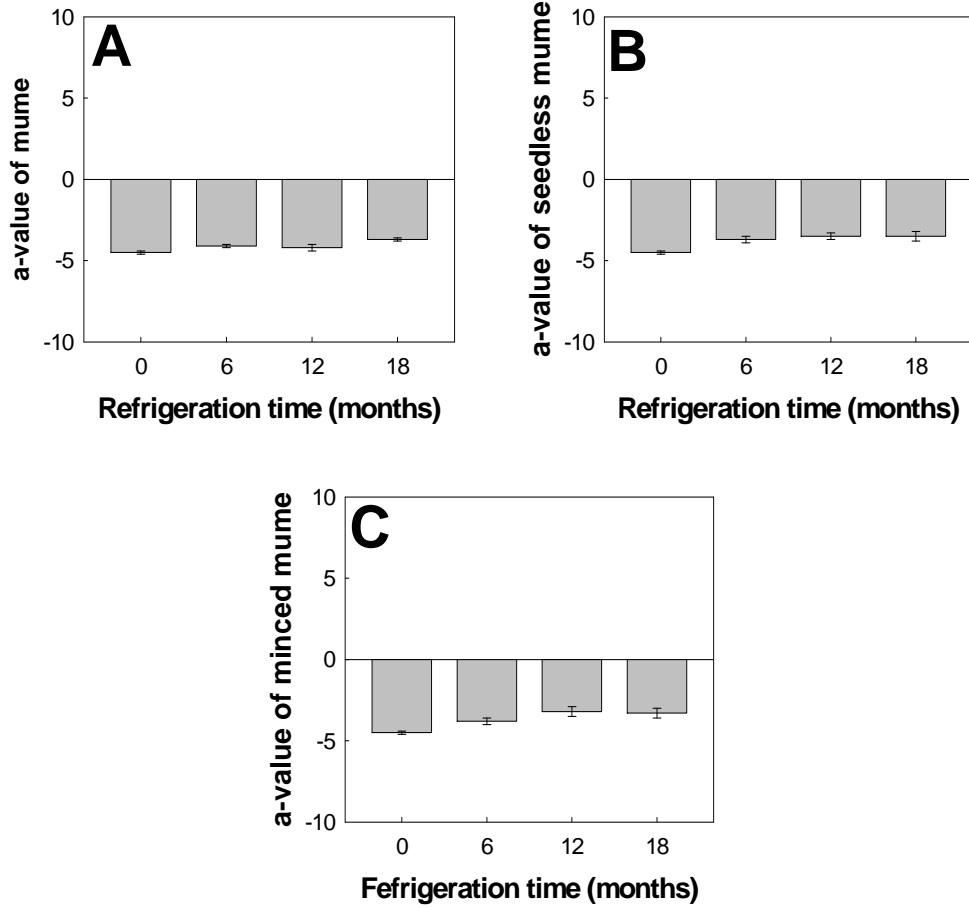 A
a-value of mume
10
5
0
-5
-10
0 6 12 18
Refrigeration time (months)
B
a-value of seedless mume
10
5
0
-5
-10
0 6 12 18
Refrigeration time (months)
C
a-value of minced mume
10
5
0
-5
-10
0 6 12 18
Fefrigeration time (months)